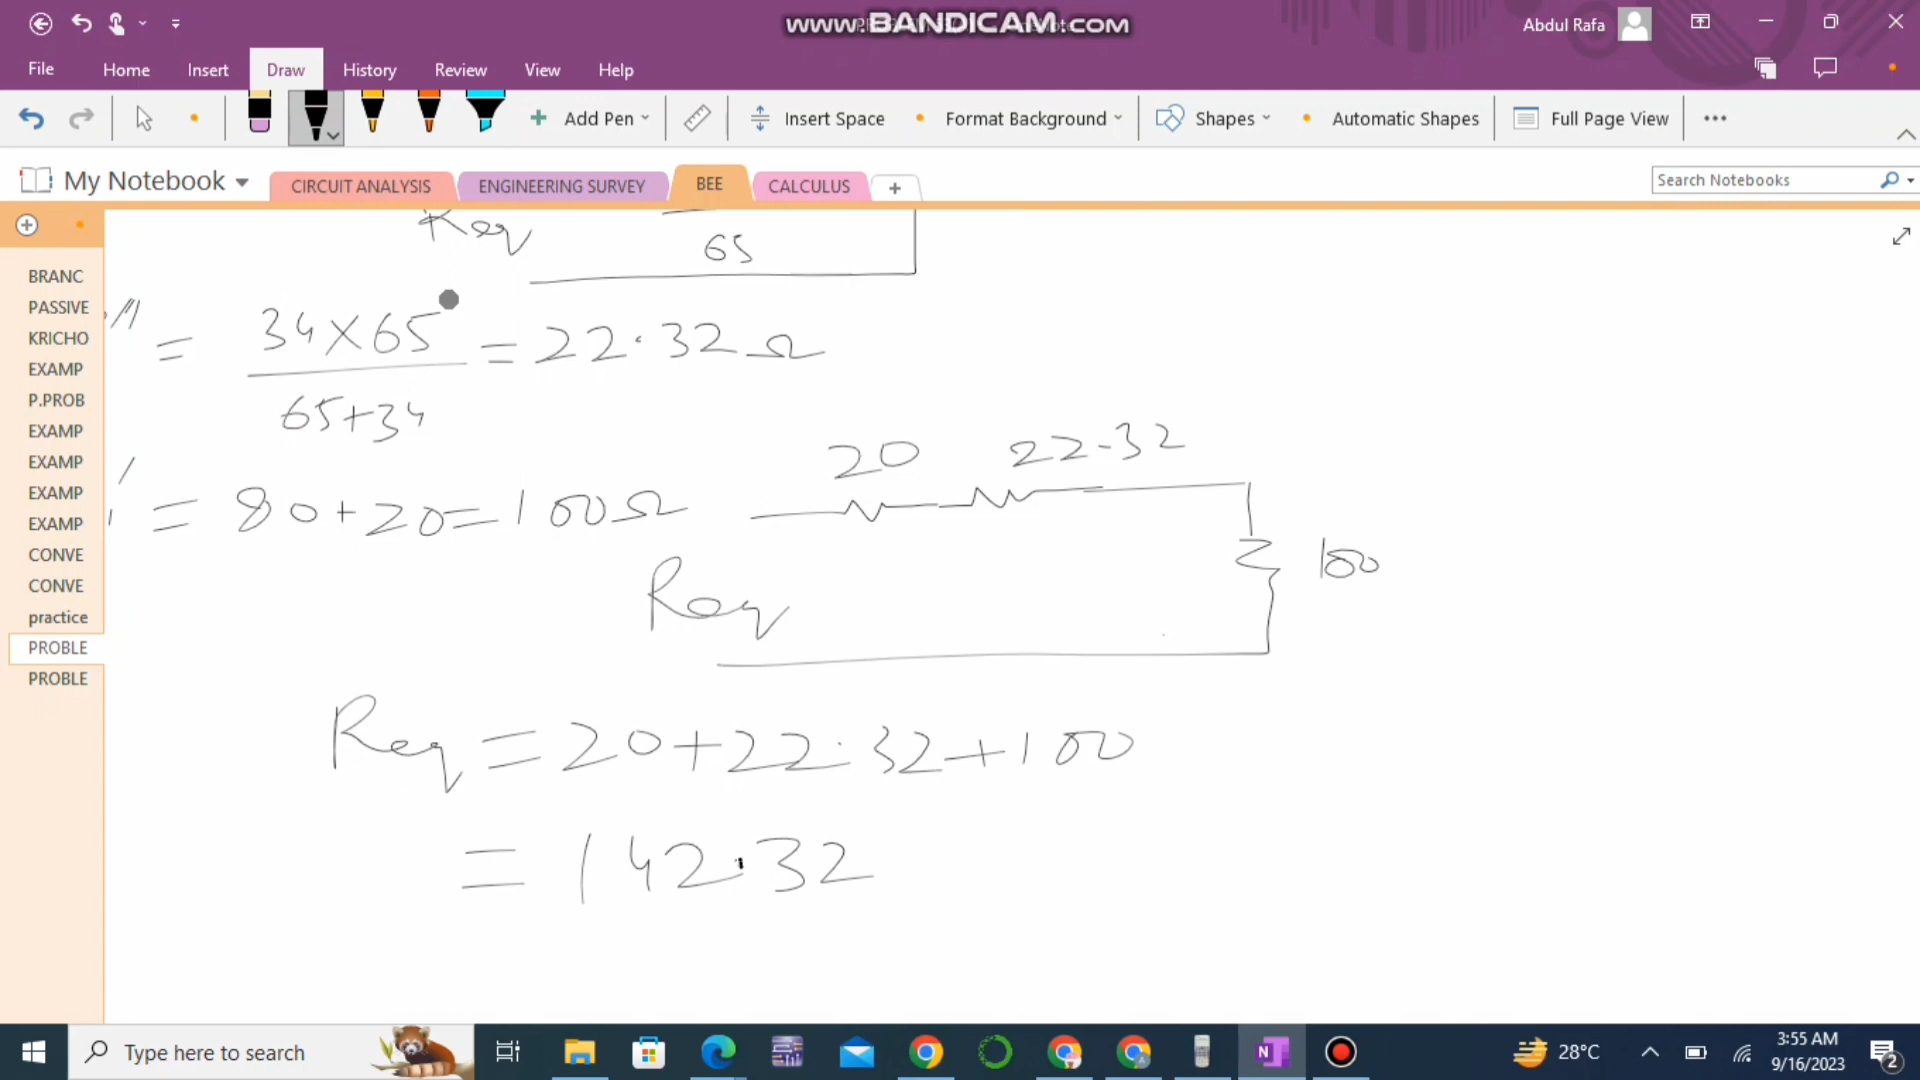 www.BANDICAM.com
Abdul Rafa
File Home Insert Draw History Review View Help
Add Pen Insert Space Format Background Shapes Automatic Shapes Full Page View
My Notebook CIRCUIT ANALYSIS ENGINEERING SURVEY BEE CALCULUS Search Notebooks
BRANC
PASSIVE
KRICHO
EXAMP
P.PROB
EXAMP
EXAMP
EXAMP
EXAMP
CONVE
CONVE
practice
PROBLE
PROBLE
Req 65
= 34×65 = 22.32 Ω
65+34
20 22.32
= 80+20=100Ω
100
Req
Req = 20+22.32+100
= 142.32
Type here to search
28°C
3:55 AM
9/16/2023
2